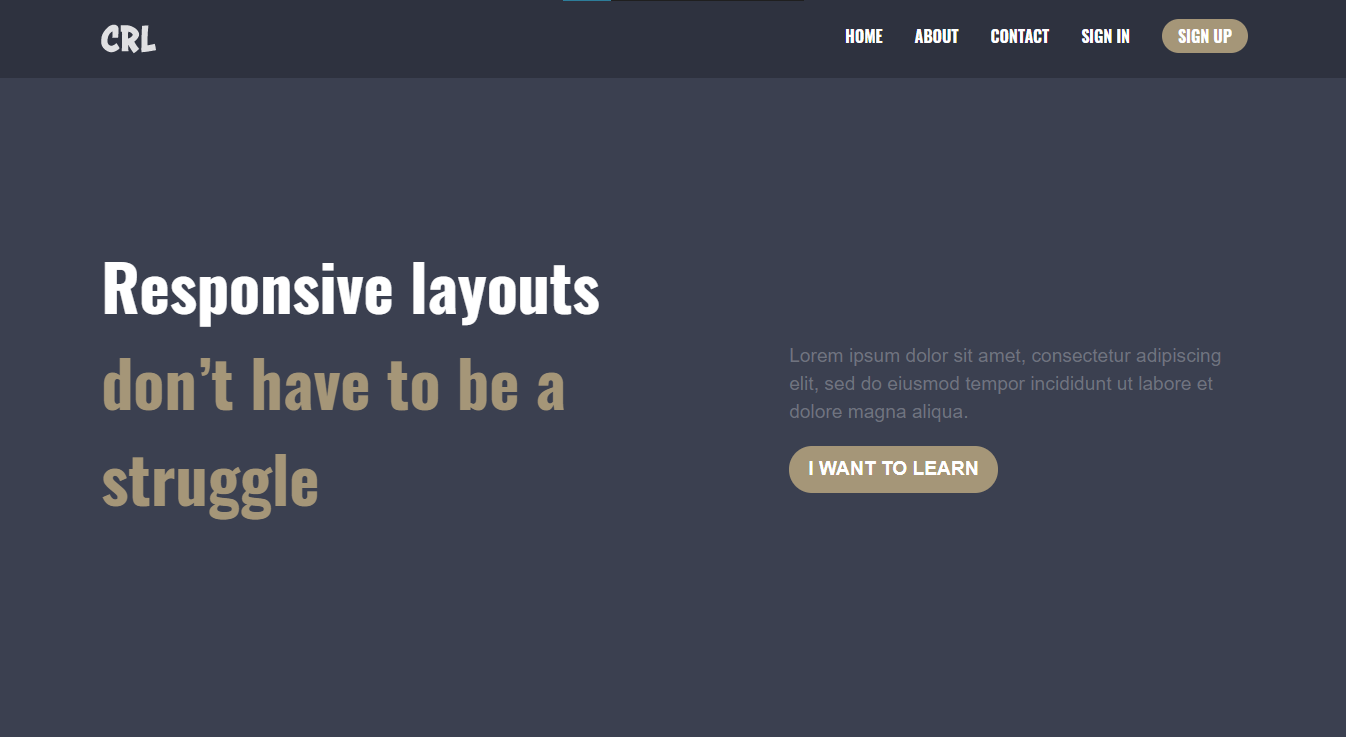 CRL
HOME ABOUT CONTACT SIGN IN SIGN UP
Responsive layouts
don’t have to be a
struggle
Lorem ipsum dolor sit amet, consectetur adipiscing
elit, sed do eiusmod tempor incididunt ut labore et
dolore magna aliqua.
I WANT TO LEARN